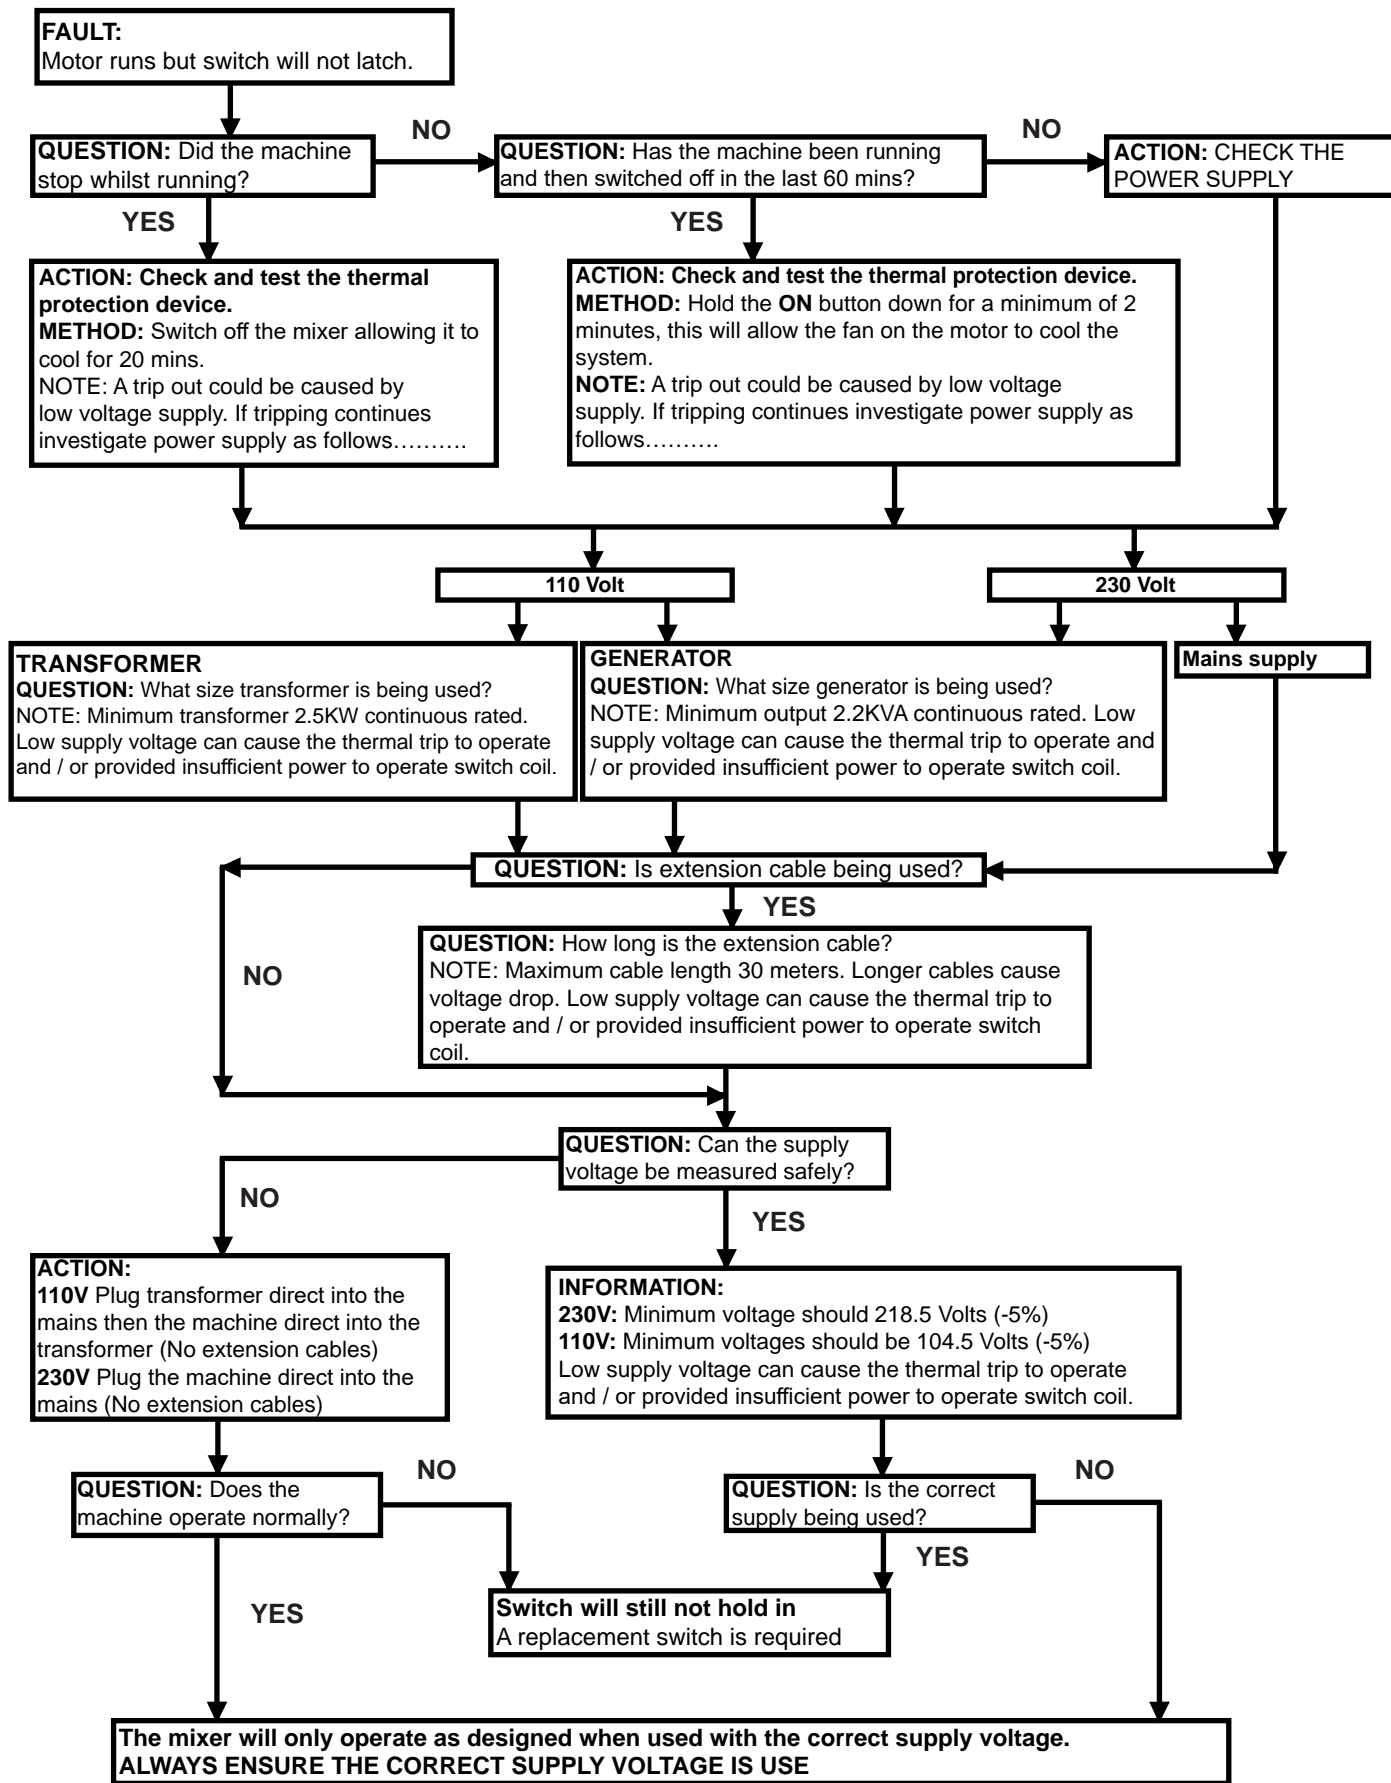 FAULT:
Motor runs but switch will not latch.
NO
NO
QUESTION: Did the machine
stop whilst running?
QUESTION: Has the machine been running
and then switched off in the last 60 mins?
ACTION: CHECK THE
POWER SUPPLY
YES
YES
ACTION: Check and test the thermal
protection device.
METHOD: Switch off the mixer allowing it to
cool for 20 mins.
NOTE: A trip out could be caused by
low voltage supply. If tripping continues
investigate power supply as follows……….
ACTION: Check and test the thermal protection device.
METHOD: Hold the ON button down for a minimum of 2
minutes, this will allow the fan on the motor to cool the
system.
NOTE: A trip out could be caused by low voltage
supply. If tripping continues investigate power supply as
follows……….
110 Volt
230 Volt
TRANSFORMER
QUESTION: What size transformer is being used?
NOTE: Minimum transformer 2.5KW continuous rated.
Low supply voltage can cause the thermal trip to operate
and / or provided insufficient power to operate switch coil.
GENERATOR
QUESTION: What size generator is being used?
NOTE: Minimum output 2.2KVA continuous rated. Low
supply voltage can cause the thermal trip to operate and
/ or provided insufficient power to operate switch coil.
Mains supply
QUESTION: Is extension cable being used?
YES
NO
QUESTION: How long is the extension cable?
NOTE: Maximum cable length 30 meters. Longer cables cause
voltage drop. Low supply voltage can cause the thermal trip to
operate and / or provided insufficient power to operate switch
coil.
QUESTION: Can the supply
voltage be measured safely?
NO
YES
ACTION:
110V Plug transformer direct into the
mains then the machine direct into the
transformer (No extension cables)
230V Plug the machine direct into the
mains (No extension cables)
INFORMATION:
230V: Minimum voltage should 218.5 Volts (-5%)
110V: Minimum voltages should be 104.5 Volts (-5%)
Low supply voltage can cause the thermal trip to operate
and / or provided insufficient power to operate switch coil.
NO
NO
QUESTION: Does the
machine operate normally?
QUESTION: Is the correct
supply being used?
YES
YES
Switch will still not hold in
A replacement switch is required
The mixer will only operate as designed when used with the correct supply voltage.
ALWAYS ENSURE THE CORRECT SUPPLY VOLTAGE IS USE